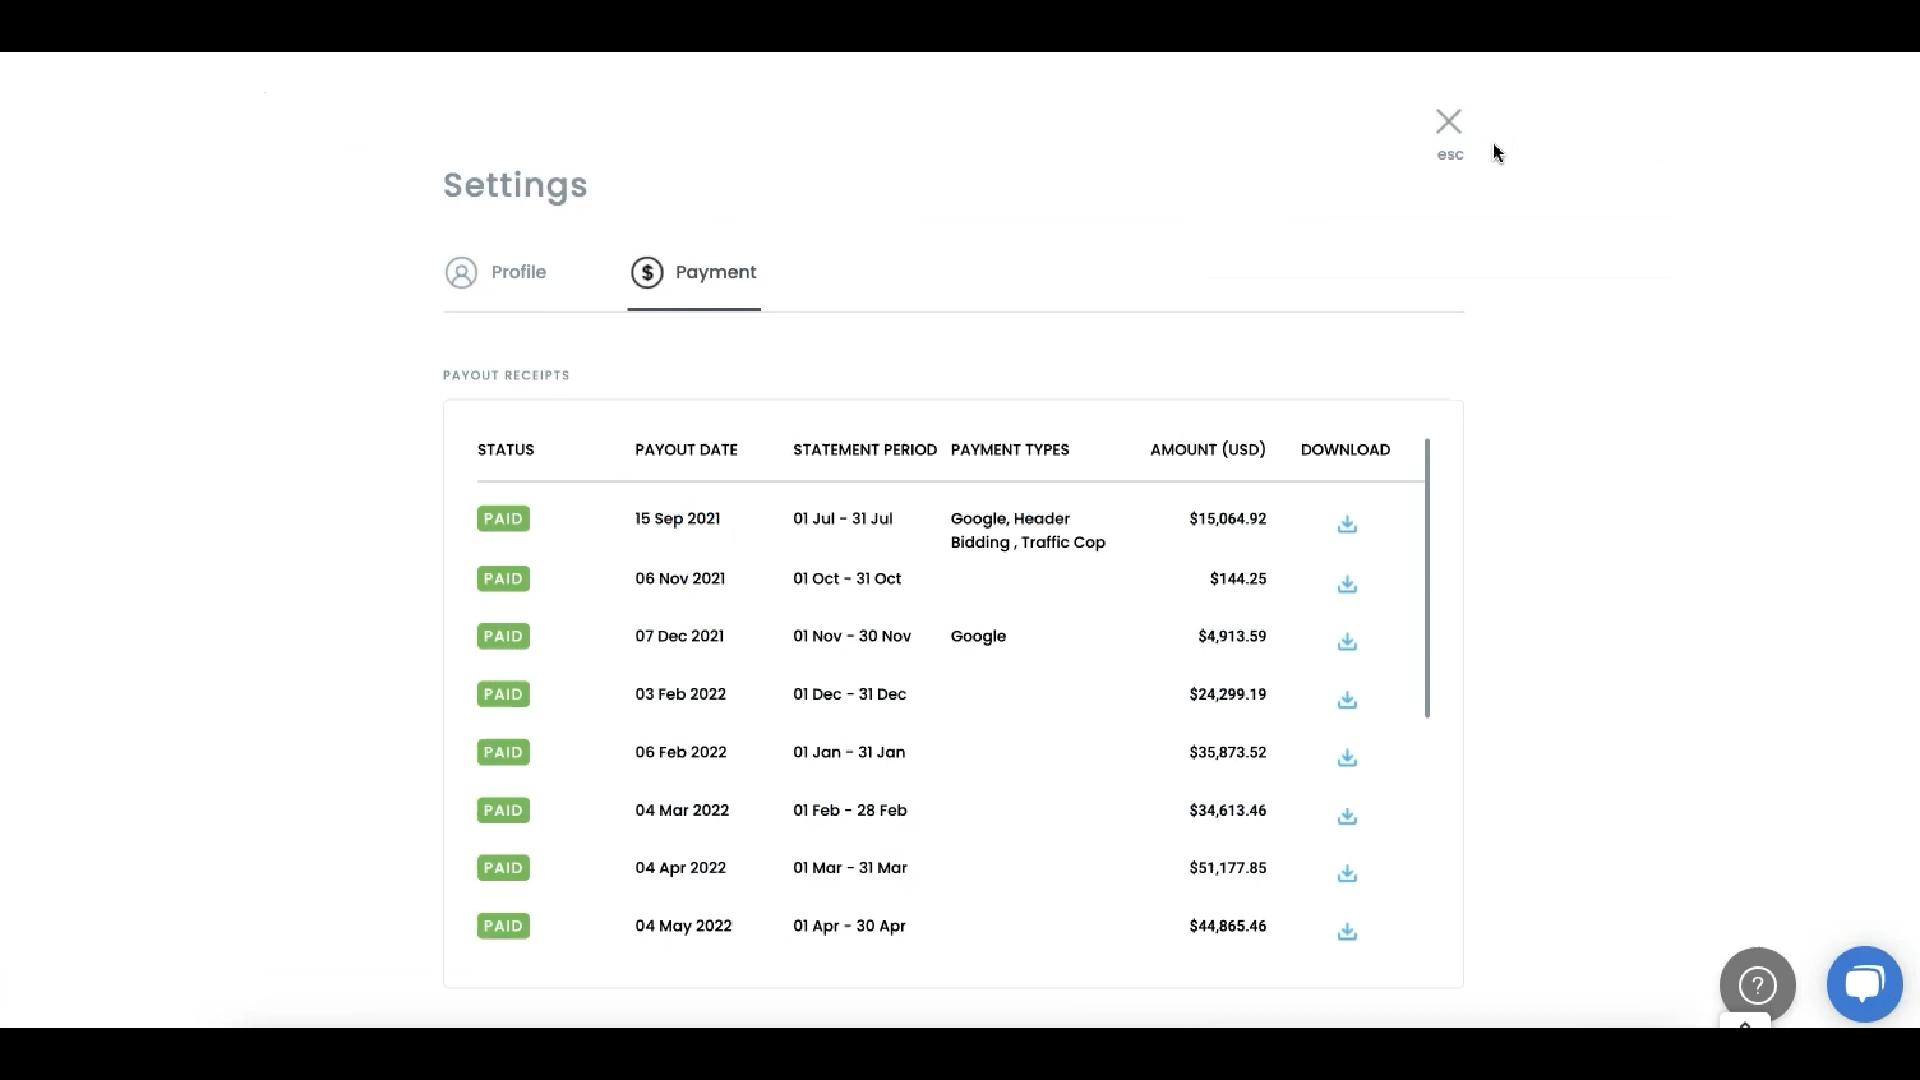 esc
Settings
Profile Payment
PAYOUT RECEIPTS
STATUS PAYOUT DATE STATEMENT PERIOD PAYMENT TYPES AMOUNT (USD) DOWNLOAD
PAID 15 Sep 2021 01 Jul - 31 Jul Google, Header $15,064.92
Bidding , Traffic Cop
PAID 06 Nov 2021 01 Oct - 31 Oct $144.25
PAID 07 Dec 2021 01 Nov - 30 Nov Google $4,913.59
PAID 03 Feb 2022 01 Dec - 31 Dec $24,299.19
PAID 06 Feb 2022 01 Jan - 31 Jan $35,873.52
PAID 04 Mar 2022 01 Feb - 28 Feb $34,613.46
PAID 04 Apr 2022 01 Mar - 31 Mar $51,177.85
PAID 04 May 2022 01 Apr - 30 Apr $44,865.46